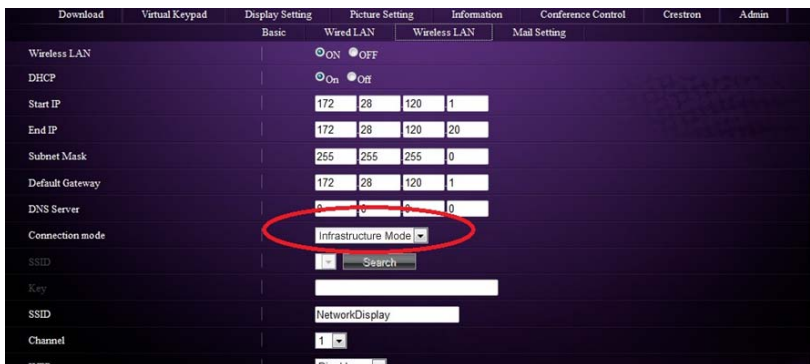 Download Virtual Keypad Display Setting Picture Setting Information Conference Control Crestron Admin
Basic Wired LAN Wireless LAN Mail Setting
Wireless LAN ON OFF
DHCP On Off
Start IP 172 28 120 1
End IP 172 28 120 20
Subnet Mask 255 255 255 0
Default Gateway 172 28 120 1
DNS Server 0 0 0 0
Connection mode Infrastructure Mode
SSID Search
Key
SSID NetworkDisplay
Channel 1